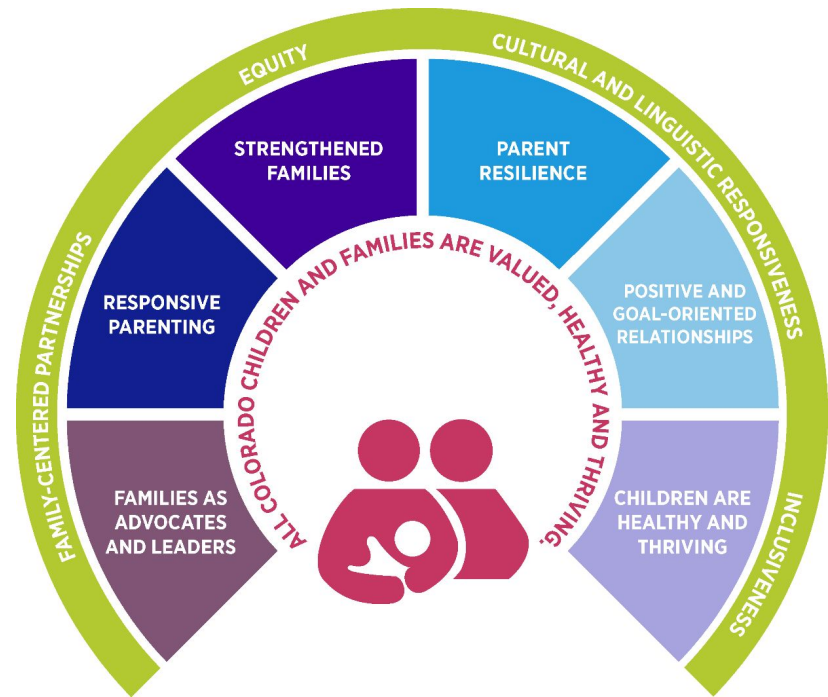 FAMILY-CENTERED PARTNERSHIPS
EQUITY
CULTURAL AND LINGUISTIC RESPONSIVENESS
INCLUSIVENESS
FAMILIES AS
ADVOCATES
AND LEADERS
RESPONSIVE
PARENTING
STRENGTHENED
FAMILIES
PARENT
RESILIENCE
POSITIVE AND
GOAL-ORIENTED
RELATIONSHIPS
CHILDREN ARE
HEALTHY AND
THRIVING
ALL COLORADO CHILDREN AND FAMILIES ARE VALUED, HEALTHY AND THRIVING.